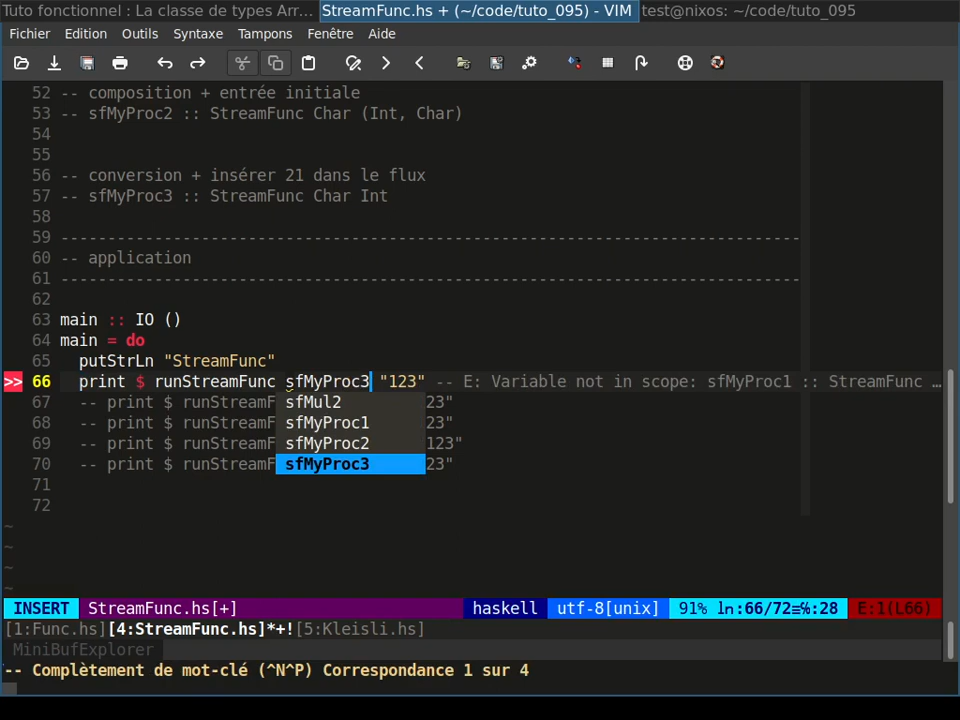 Tuto fonctionnel : La classe de types Arr... StreamFunc.hs + (~/code/tuto_095) - VIM test@nixos: ~/code/tuto_095
Fichier Edition Outils Syntaxe Tampons Fenêtre Aide
52 -- composition + entrée initiale
53 -- sfMyProc2 :: StreamFunc Char (Int, Char)
54
55
56 -- conversion + insérer 21 dans le flux
57 -- sfMyProc3 :: StreamFunc Char Int
58
59 -------------------------------------------------------------------------------
60 -- application
61 -------------------------------------------------------------------------------
62
63 main :: IO ()
64 main = do
65 putStrLn "StreamFunc"
>> 66 print $ runStreamFunc sfMyProc3 "123" -- E: Variable not in scope: sfMyProc1 :: StreamFunc …
67 -- print $ runStreamF sfMul2 23"
68 -- print $ runStreamF sfMyProc1 23"
69 -- print $ runStreamF sfMyProc2 123"
70 -- print $ runStreamF sfMyProc3 23"
71
72
~
~
~
~
INSERT StreamFunc.hs[+] haskell utf-8[unix] 91% ln:66/72≡℅:28 E:1(L66)
[1:Func.hs][4:StreamFunc.hs]*+![5:Kleisli.hs]
MiniBufExplorer
-- Complètement de mot-clé (^N^P) Correspondance 1 sur 4